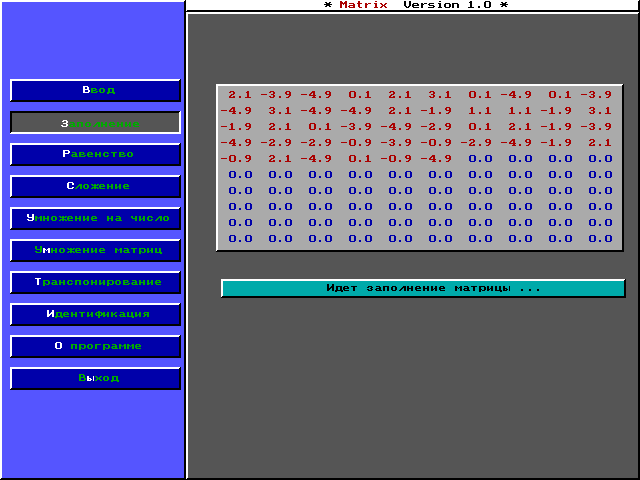 * Matrix Version 1.0 *
Ввод
Заполнение
Равенство
Сложение
Умножение на число
Умножение матриц
Транспонирование
Идентификация
О программе
Выход
2.1 -3.9 -4.9 0.1 2.1 3.1 0.1 -4.9 0.1 -3.9
-4.9 3.1 -4.9 -4.9 2.1 -1.9 1.1 1.1 -1.9 3.1
-1.9 2.1 0.1 -3.9 -4.9 -2.9 0.1 2.1 -1.9 -3.9
-4.9 -2.9 -2.9 -0.9 -3.9 -0.9 -2.9 -4.9 -1.9 2.1
-0.9 2.1 -4.9 0.1 -0.9 -4.9 0.0 0.0 0.0 0.0
0.0 0.0 0.0 0.0 0.0 0.0 0.0 0.0 0.0 0.0
0.0 0.0 0.0 0.0 0.0 0.0 0.0 0.0 0.0 0.0
0.0 0.0 0.0 0.0 0.0 0.0 0.0 0.0 0.0 0.0
0.0 0.0 0.0 0.0 0.0 0.0 0.0 0.0 0.0 0.0
0.0 0.0 0.0 0.0 0.0 0.0 0.0 0.0 0.0 0.0
Идет заполнение матрицы ...